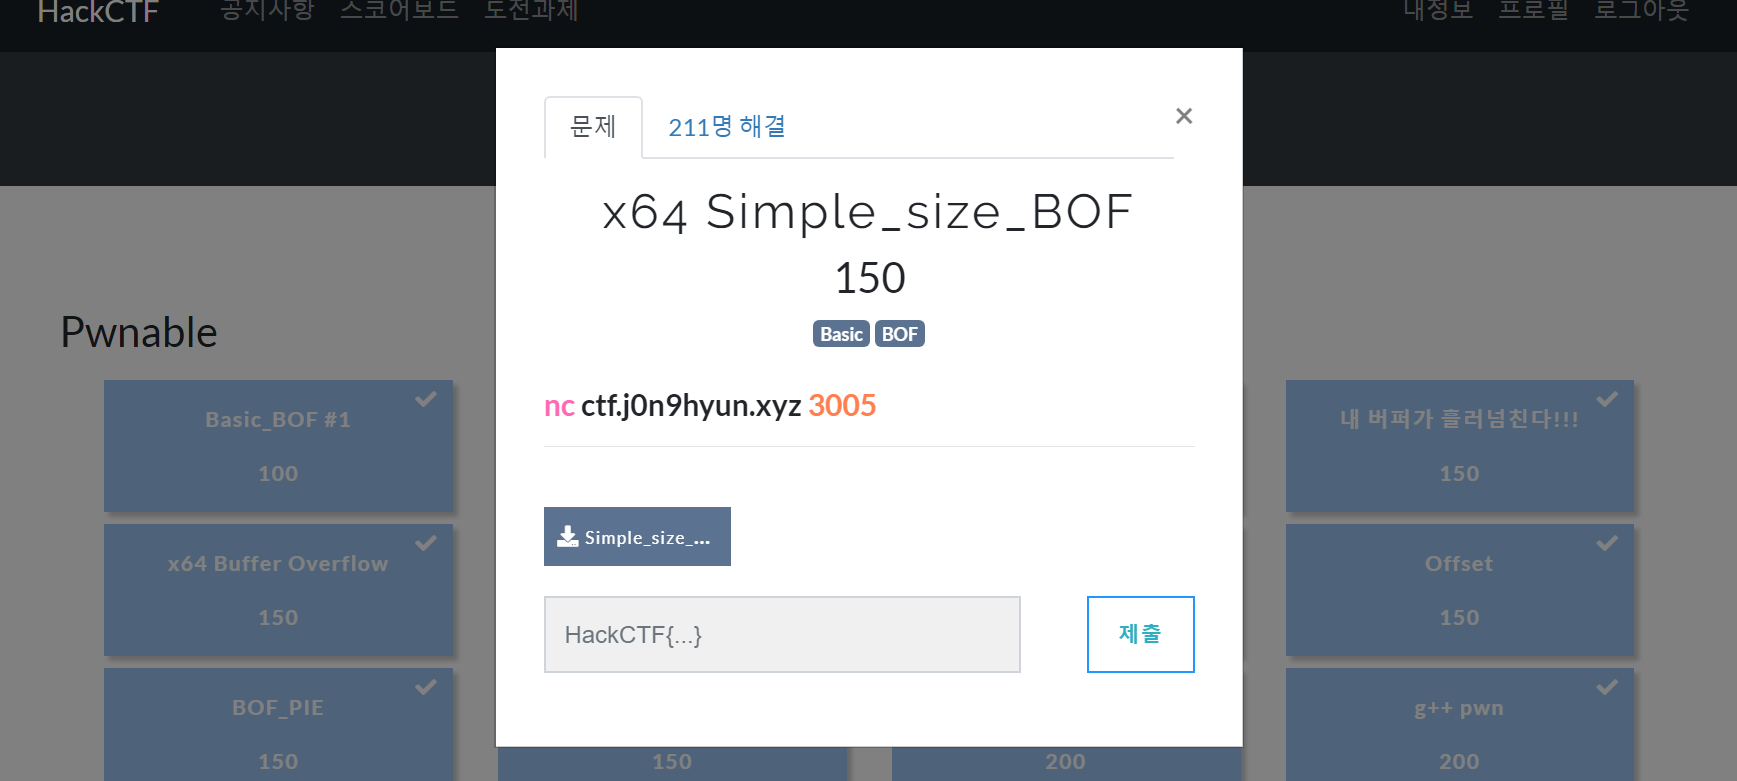 HackCTF 공지사항 스코어보드 도전과제 내정보 프로필 로그아웃
문제 211명 해결 ×
x64 Simple_size_BOF
150
Basic BOF
nc ctf.j0n9hyun.xyz 3005
Simple_size_...
HackCTF{...}
제출
Pwnable
Basic_BOF #1
100
내 버퍼가 흘러넘친다!!!
150
x64 Buffer Overflow
150
Offset
150
BOF_PIE
150
150
200
g++ pwn
200